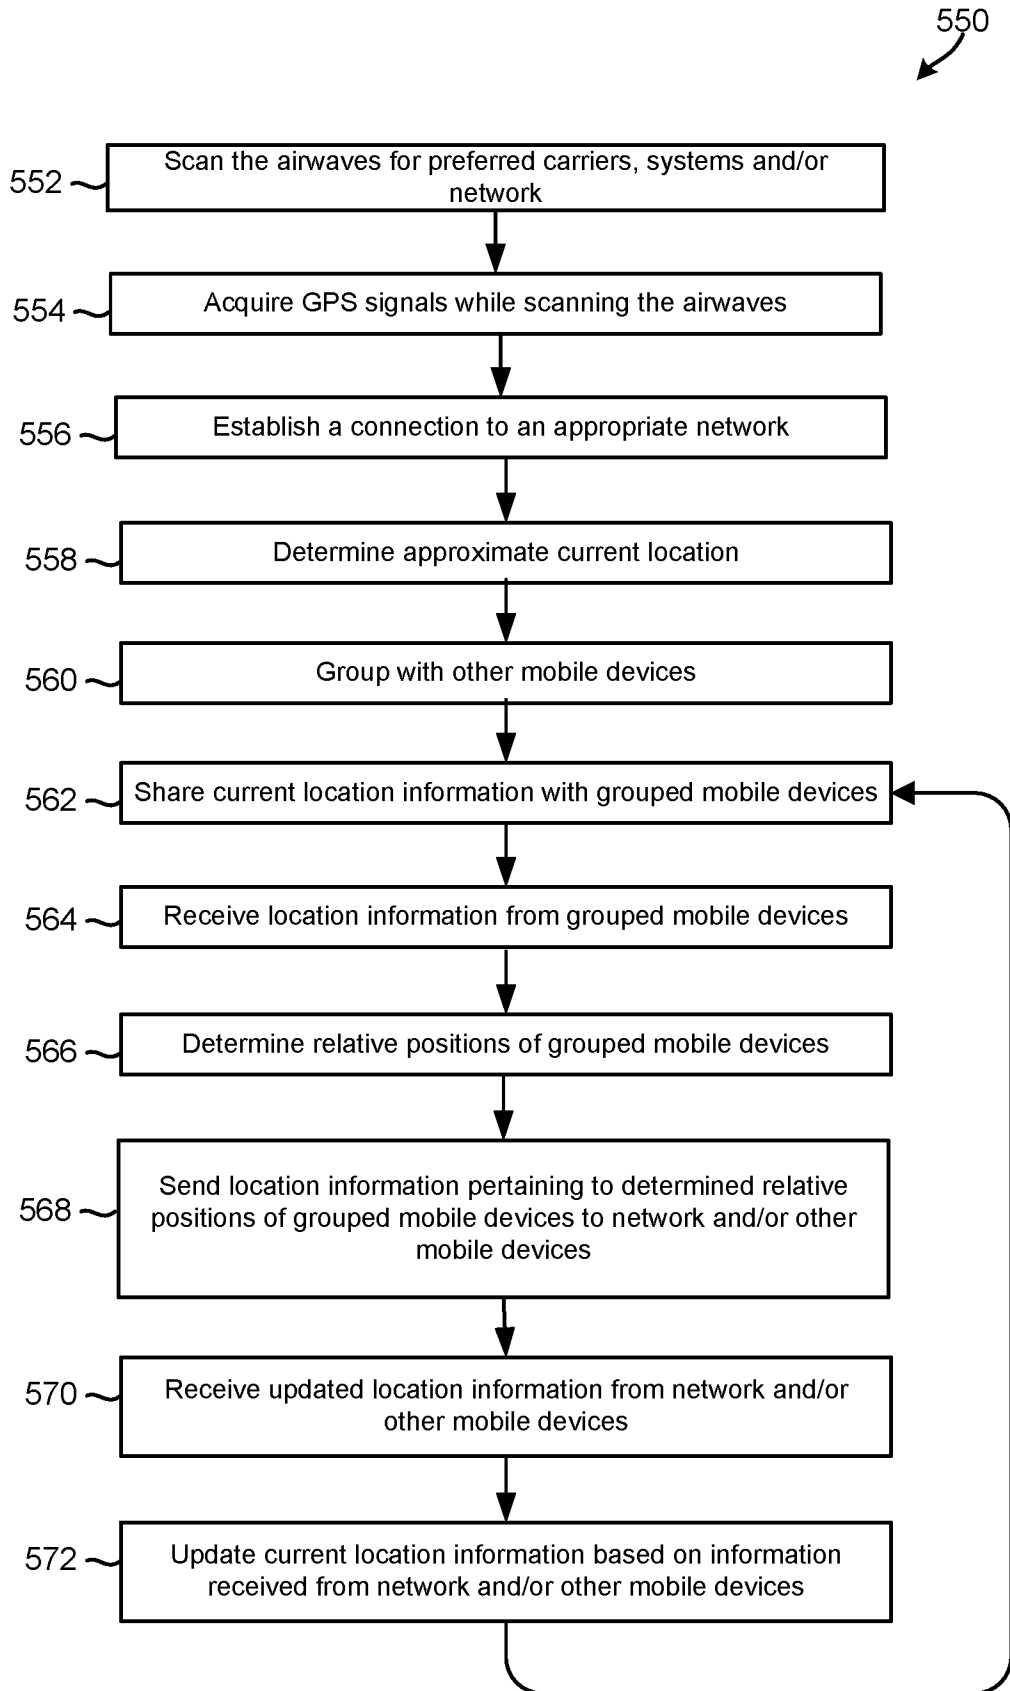 550
552
Scan the airwaves for preferred carriers, systems and/or
network
554
Acquire GPS signals while scanning the airwaves
556
Establish a connection to an appropriate network
558
Determine approximate current location
560
Group with other mobile devices
562
Share current location information with grouped mobile devices
564
Receive location information from grouped mobile devices
566
Determine relative positions of grouped mobile devices
568
Send location information pertaining to determined relative
positions of grouped mobile devices to network and/or other
mobile devices
570
Receive updated location information from network and/or
other mobile devices
572
Update current location information based on information
received from network and/or other mobile devices